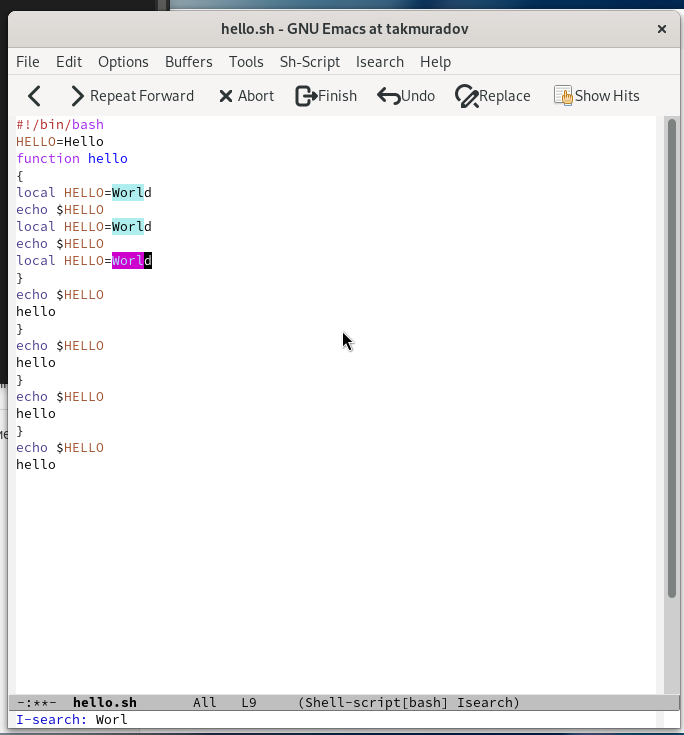 hello.sh - GNU Emacs at takmuradov
File Edit Options Buffers Tools Sh-Script Isearch Help
Repeat Forward Abort Finish Undo Replace Show Hits
#!/bin/bash
HELLO=Hello
function hello
{
local HELLO=World
echo $HELLO
local HELLO=World
echo $HELLO
local HELLO=World
}
echo $HELLO
hello
}
echo $HELLO
hello
}
echo $HELLO
hello
}
echo $HELLO
hello
-:**- hello.sh All L9 (Shell-script[bash] Isearch)
I-search: Worl